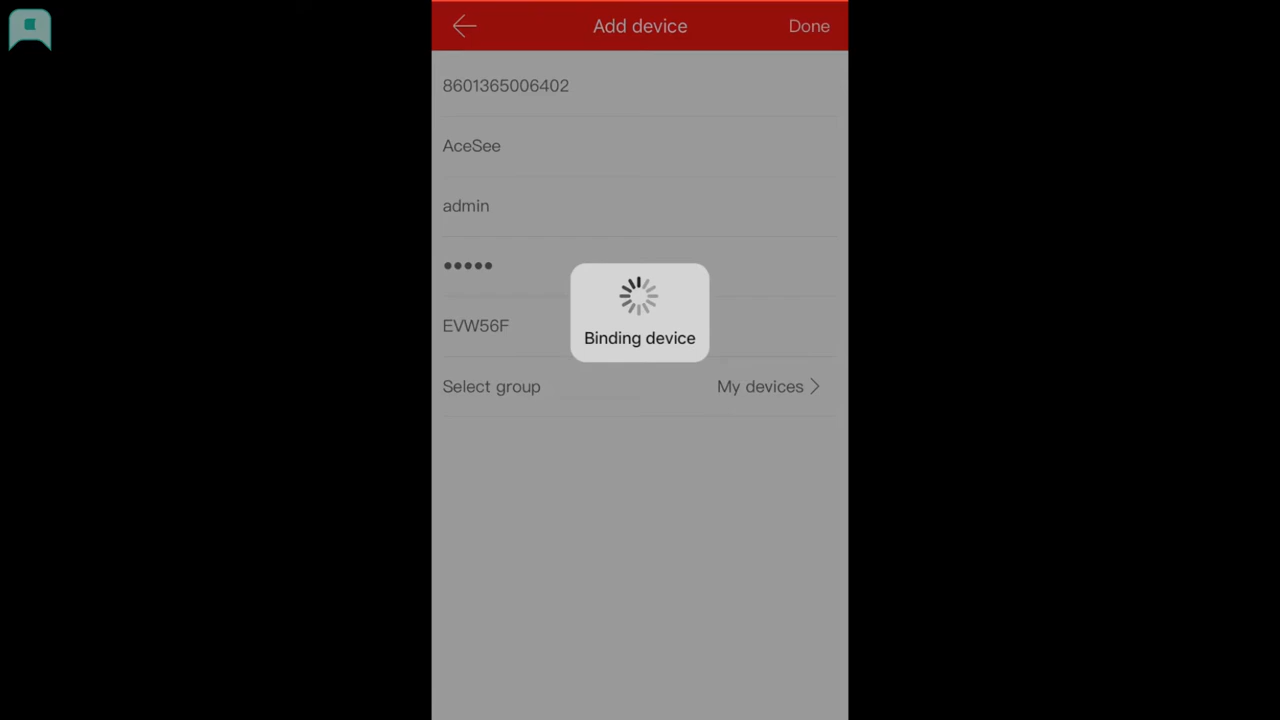 Add device
Done
8601365006402
AceSee
admin
•••••
EVW56F
Binding device
Select group
My devices